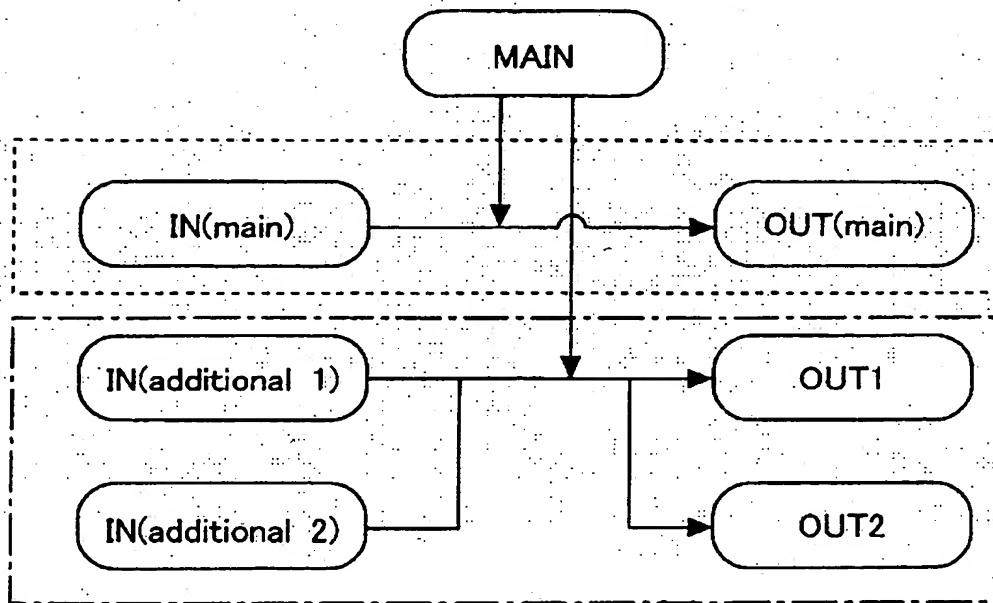 MAIN
IN(main)
OUT(main)
IN(additional 1)
OUT1
IN(additional 2)
OUT2